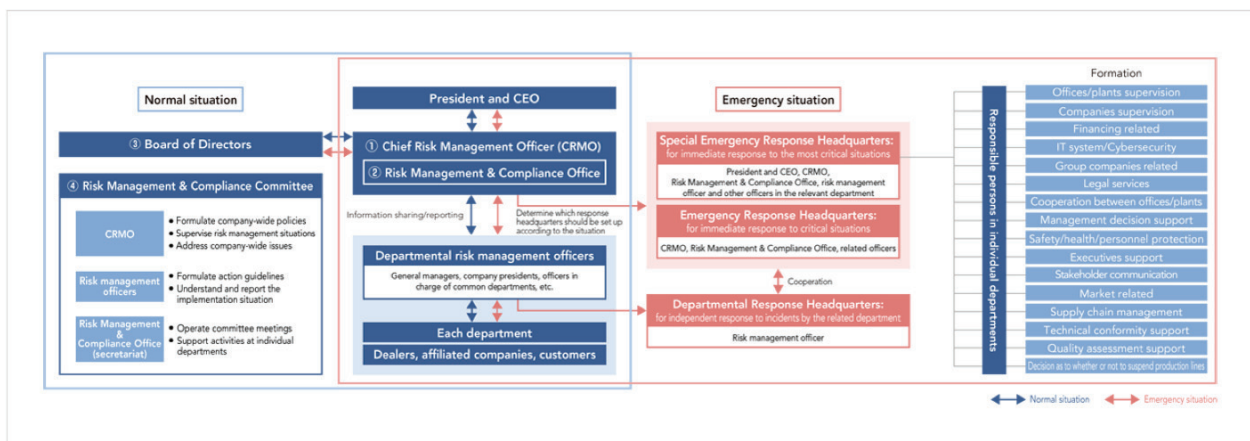 Normal situation
③ Board of Directors
④ Risk Management & Compliance Committee
CRMO
• Formulate company-wide policies
• Supervise risk management situations
• Address company-wide issues
Risk management
officers
• Formulate action guidelines
• Understand and report the
implementation situation
Risk Management
&
Compliance Office
(secretariat)
• Operate committee meetings
• Support activities at individual
departments
President and CEO
① Chief Risk Management Officer (CRMO)
② Risk Management & Compliance Office
Information sharing/reporting
Determine which response
headquarters should be set up
according to the situation
Departmental risk management officers
General managers, company presidents, officers in
charge of common departments, etc.
Each department
Dealers, affiliated companies, customers
Emergency situation
Special Emergency Response Headquarters:
for immediate response to the most critical situations
President and CEO, CRMO,
Risk Management & Compliance Office, risk management
officer and other officers in the relevant department
Emergency Response Headquarters:
for immediate response to critical situations
CRMO, Risk Management & Compliance Office, related officers
Cooperation
Departmental Response Headquarters:
for independent response to incidents by the related department
Risk management officer
Responsible persons in individual departments
Formation
Offices/plants supervision
Companies supervision
Financing related
IT system/Cybersecurity
Group companies related
Legal services
Cooperation between offices/plants
Management decision support
Safety/health/personnel protection
Executives support
Stakeholder communication
Market related
Supply chain management
Technical conformity support
Quality assessment support
Decision as to whether or not to suspend production lines
Normal situation
Emergency situation